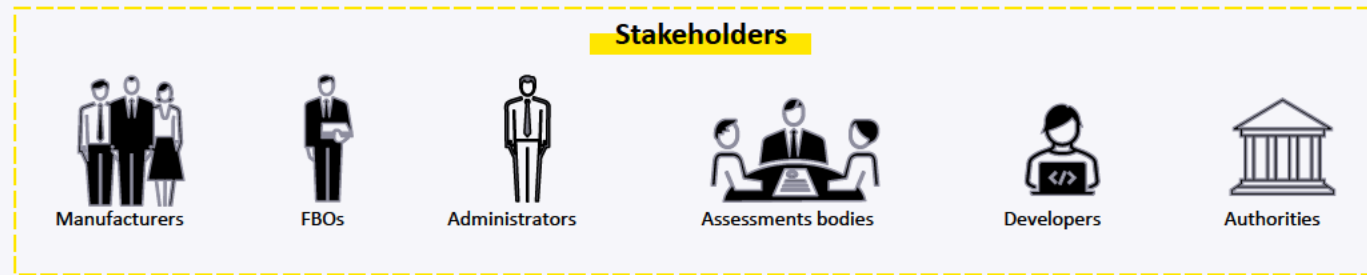 Stakeholders
</>
Manufacturers
FBOs
Administrators
Assessments bodies
Developers
Authorities